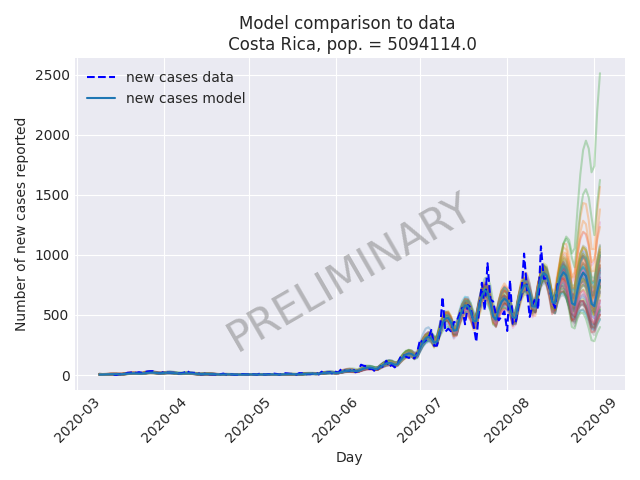 Model comparison to data
Costa Rica, pop. = 5094114.0
new cases data
new cases model
Number of new cases reported
2500
2000
1500
1000
500
0
PRELIMINARY
2020-03
2020-04
2020-05
2020-06
2020-07
2020-08
2020-09
Day